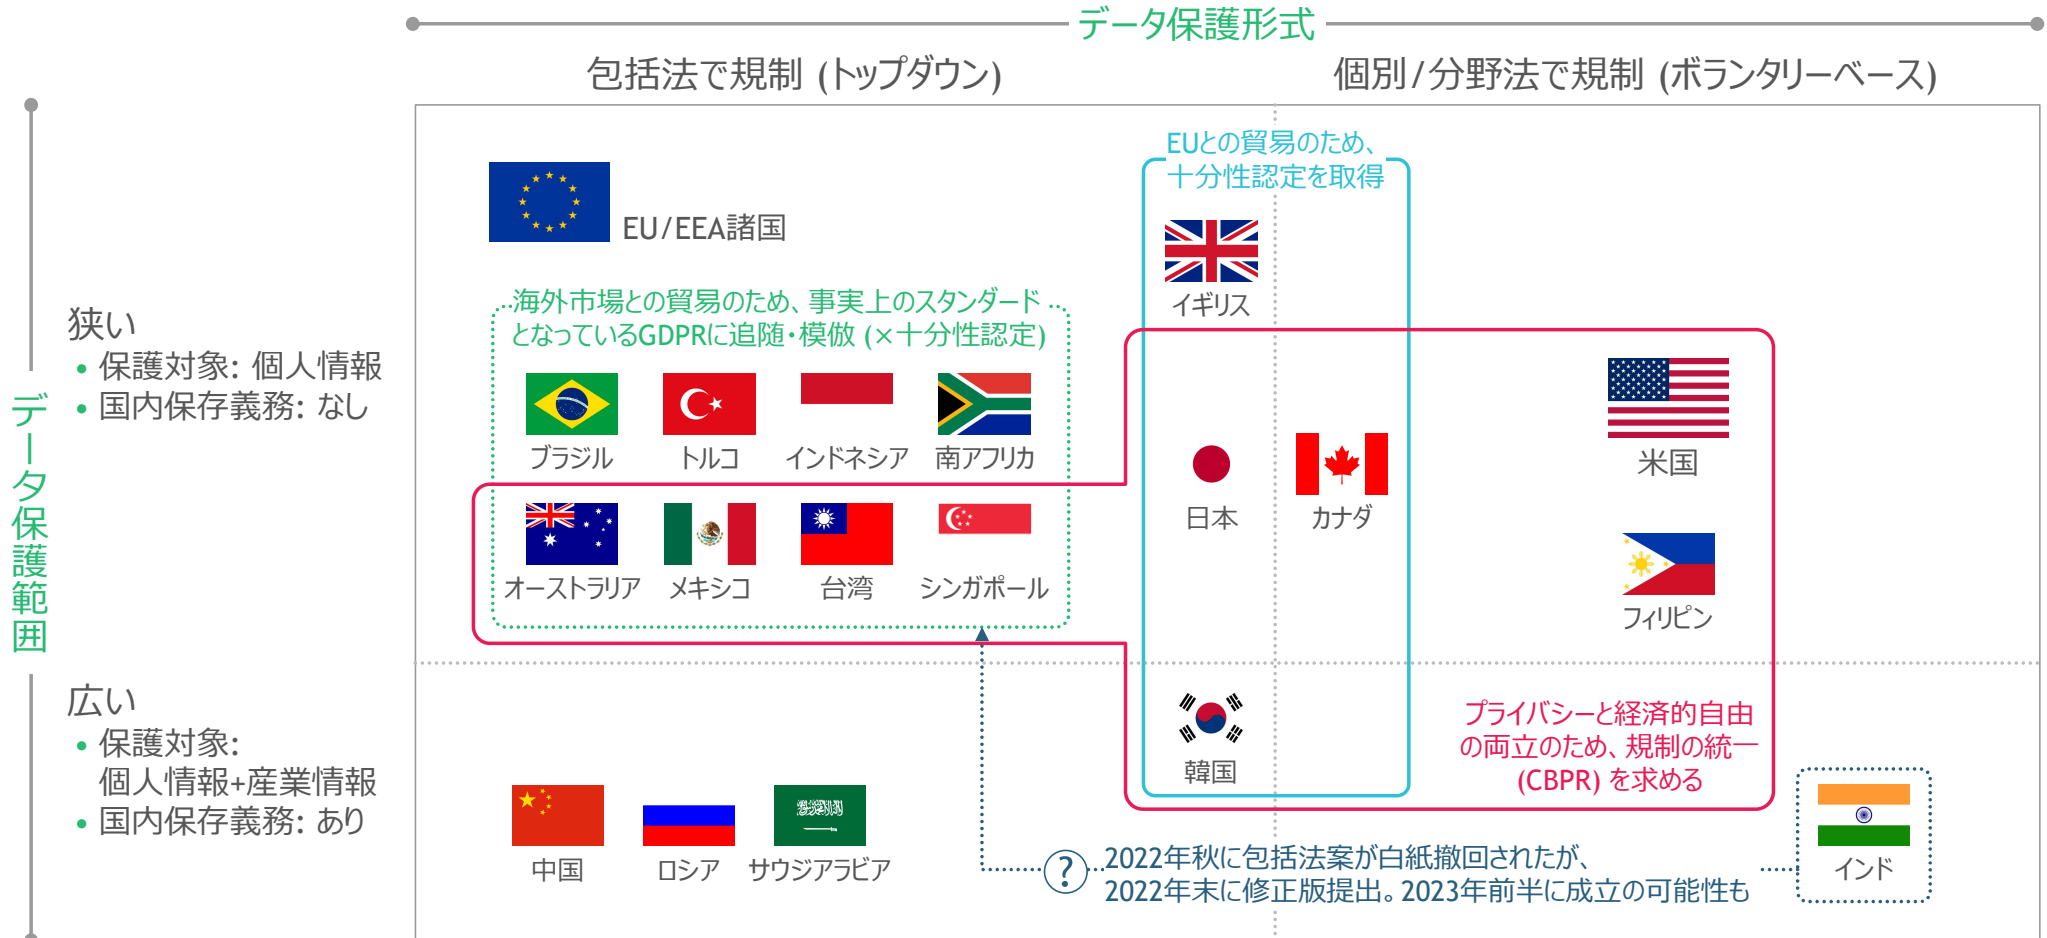 データ保護形式
包括法で規制 (トップダウン)
個別/分野法で規制 (ボランタリーベース)
データ保護範囲
狭い
• 保護対象: 個人情報
• 国内保存義務: なし
広い
• 保護対象:
個人情報+産業情報
• 国内保存義務: あり
EU/EEA諸国
EUとの貿易のため、
十分性認定を取得
イギリス
海外市場との貿易のため、事実上のスタンダード
となっているGDPRに追随・模倣 (×十分性認定)
ブラジル
トルコ
インドネシア
南アフリカ
オーストラリア
メキシコ
台湾
シンガポール
日本
カナダ
米国
フィリピン
韓国
プライバシーと経済的自由
の両立のため、規制の統一
(CBPR) を求める
中国
ロシア
サウジアラビア
?
2022年秋に包括法案が白紙撤回されたが、
2022年末に修正版提出。2023年前半に成立の可能性も
インド